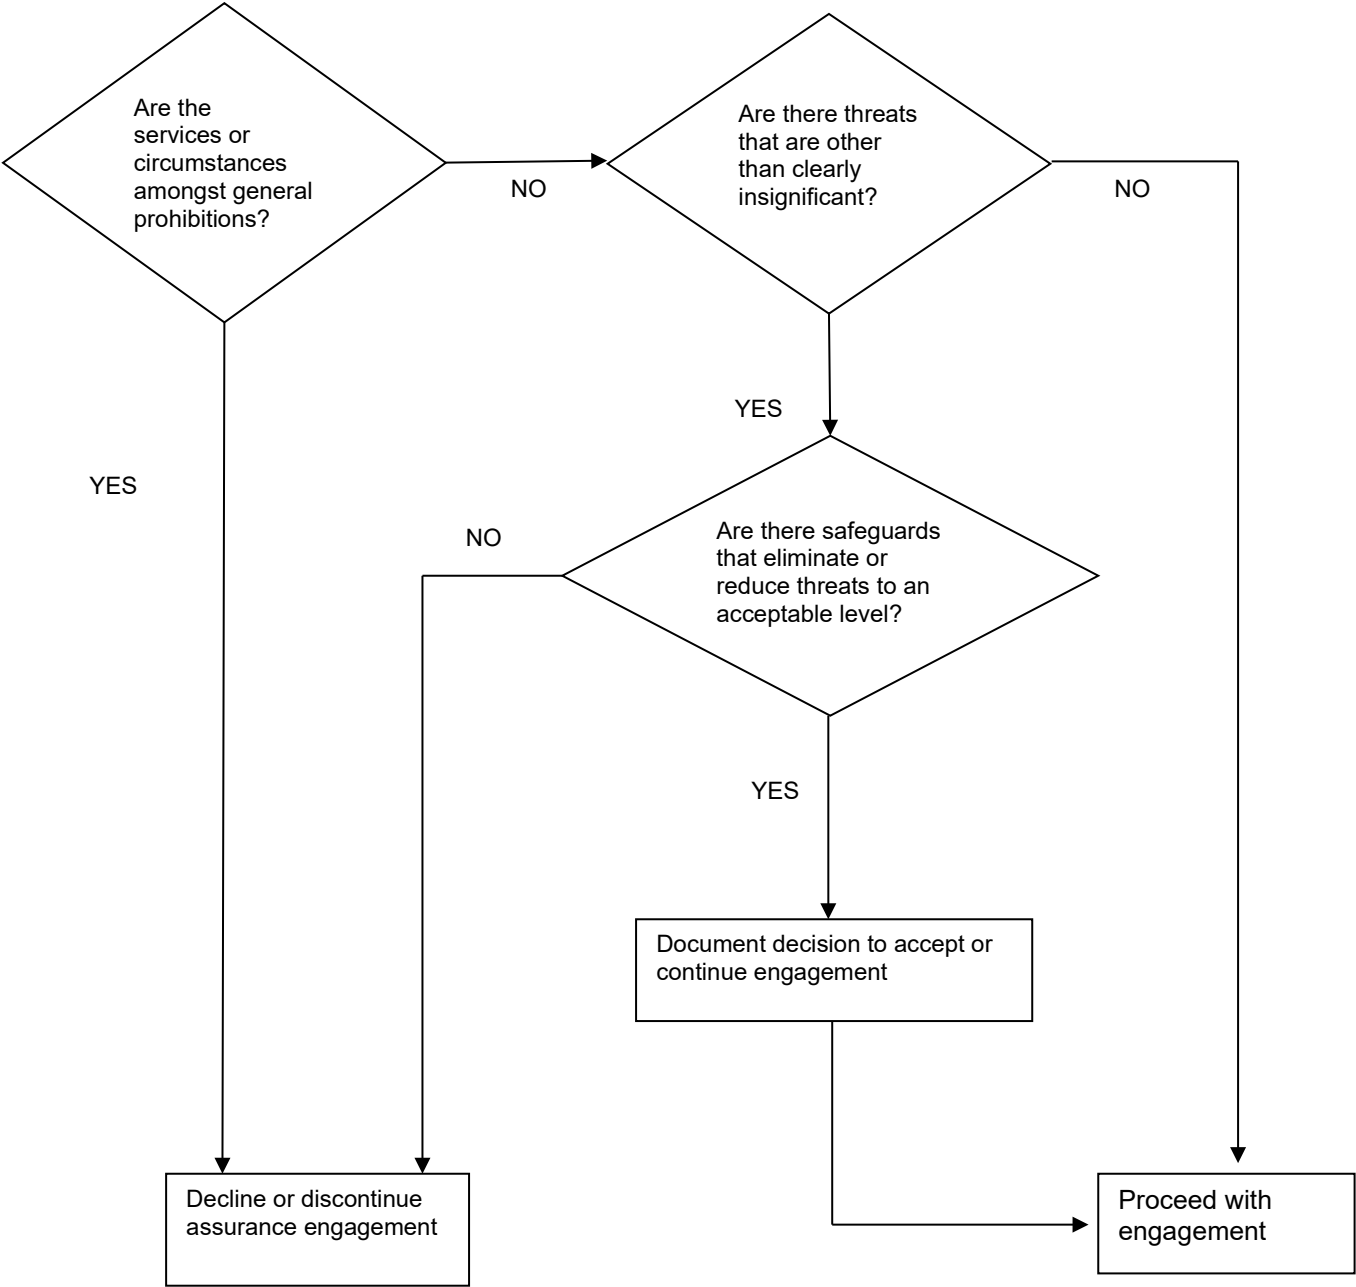 Are the
services or
circumstances
amongst general
prohibitions?
NO
Are there threats
that are other
than clearly
insignificant?
NO
YES
YES
NO
Are there safeguards
that eliminate or
reduce threats to an
acceptable level?
YES
Document decision to accept or
continue engagement
Decline or discontinue
assurance engagement
Proceed with
engagement